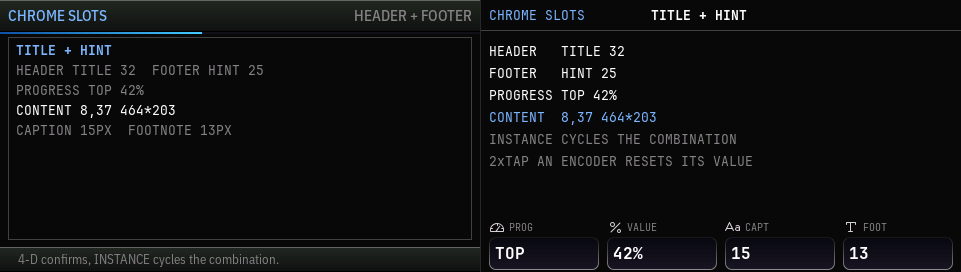 CHROME SLOTS HEADER + FOOTER
TITLE + HINT
HEADER TITLE 32 FOOTER HINT 25
PROGRESS TOP 42%
CONTENT 8,37 464*203
CAPTION 15PX FOOTNOTE 13PX
4-D confirms, INSTANCE cycles the combination.
CHROME SLOTS TITLE + HINT
HEADER TITLE 32
FOOTER HINT 25
PROGRESS TOP 42%
CONTENT 8,37 464*203
INSTANCE CYCLES THE COMBINATION
2xTAP AN ENCODER RESETS ITS VALUE
PROG % VALUE Aa CAPT T FOOT
TOP 42% 15 13